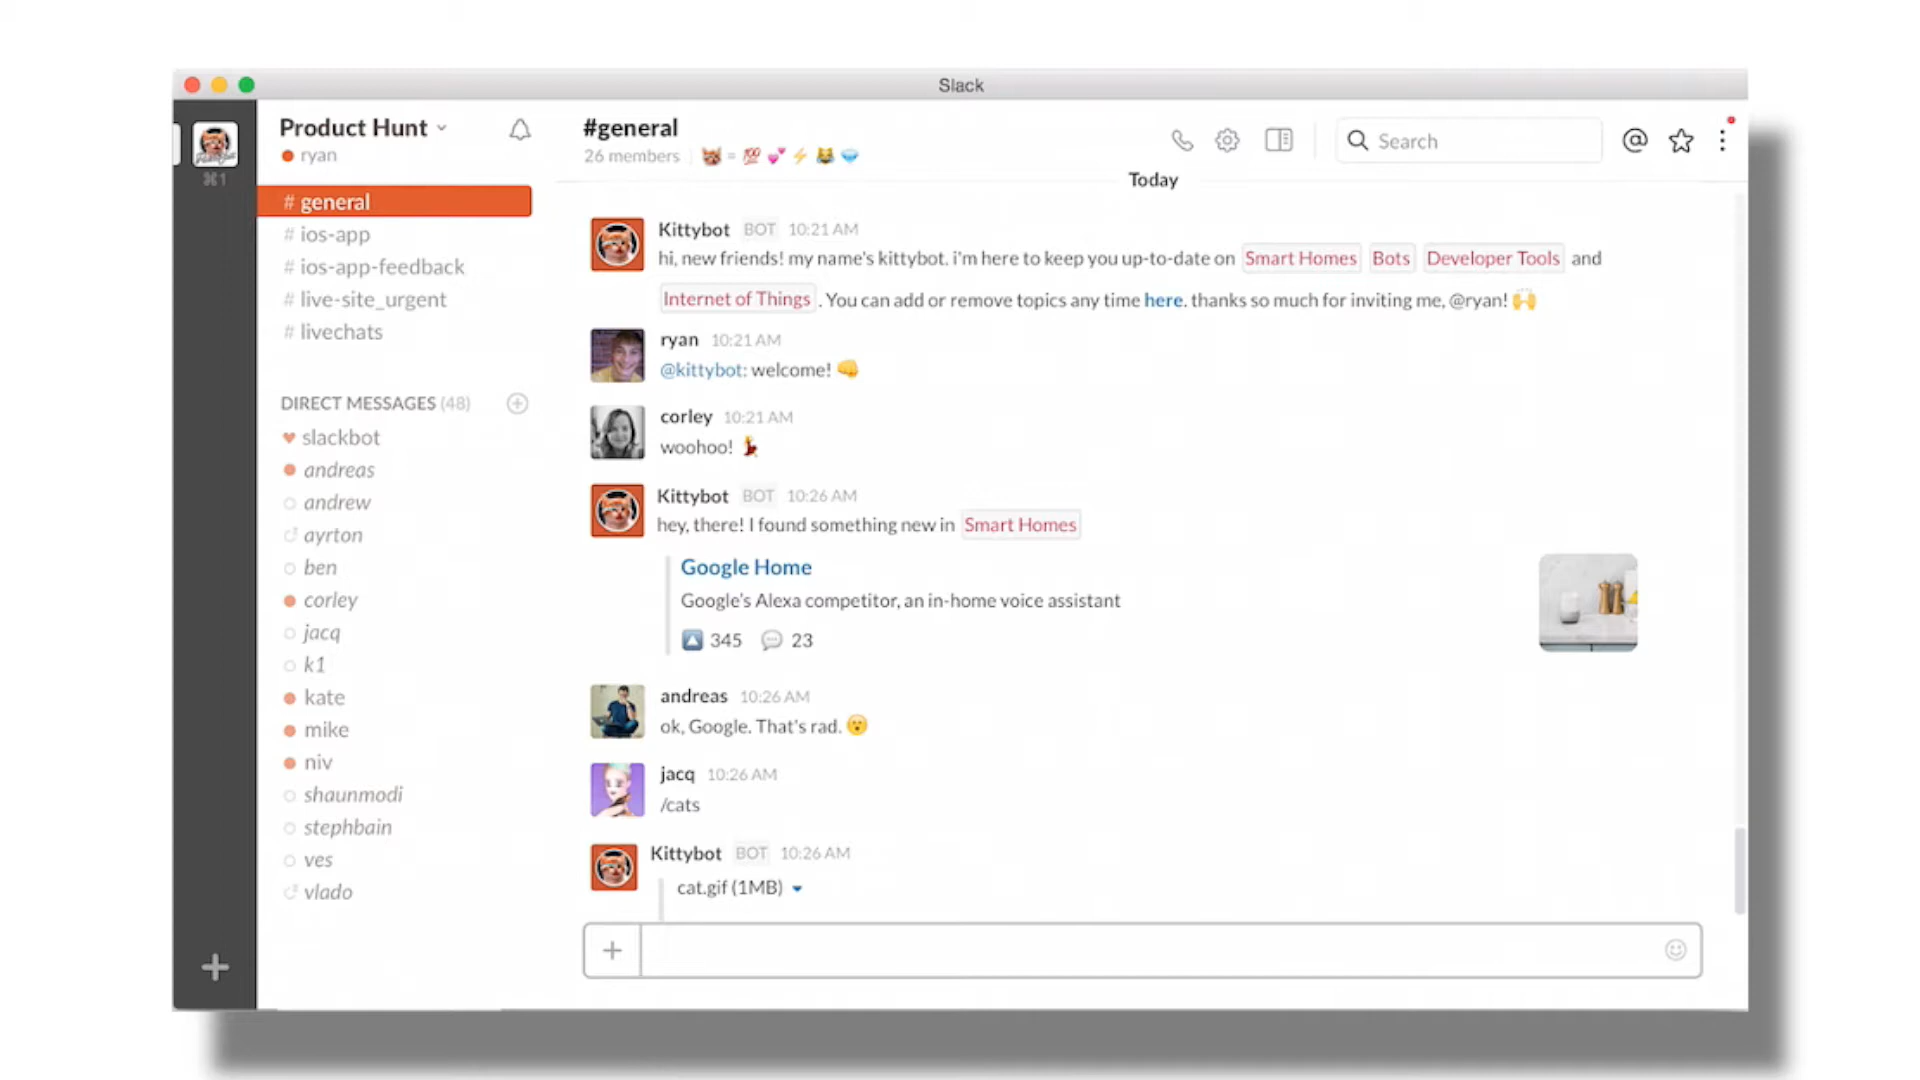 Slack
⌘1
Product Hunt
ryan
# general
# ios-app
# ios-app-feedback
# live-site_urgent
# livechats
DIRECT MESSAGES (48)
slackbot
andreas
andrew
ayrton
ben
corley
jacq
k1
kate
mike
niv
shaunmodi
stephbain
ves
vlado
#general
26 members
=
Search
Today
Kittybot BOT 10:21 AM
hi, new friends! my name's kittybot. i'm here to keep you up-to-date on Smart Homes Bots Developer Tools and
Internet of Things . You can add or remove topics any time here. thanks so much for inviting me, @ryan! 🙌
ryan 10:21 AM
@kittybot: welcome! 👊
corley 10:21 AM
woohoo! 💃
Kittybot BOT 10:26 AM
hey, there! I found something new in Smart Homes
Google Home
Google's Alexa competitor, an in-home voice assistant
345 23
andreas 10:26 AM
ok, Google. That's rad. 😮
jacq 10:26 AM
/cats
Kittybot BOT 10:26 AM
cat.gif (1MB)